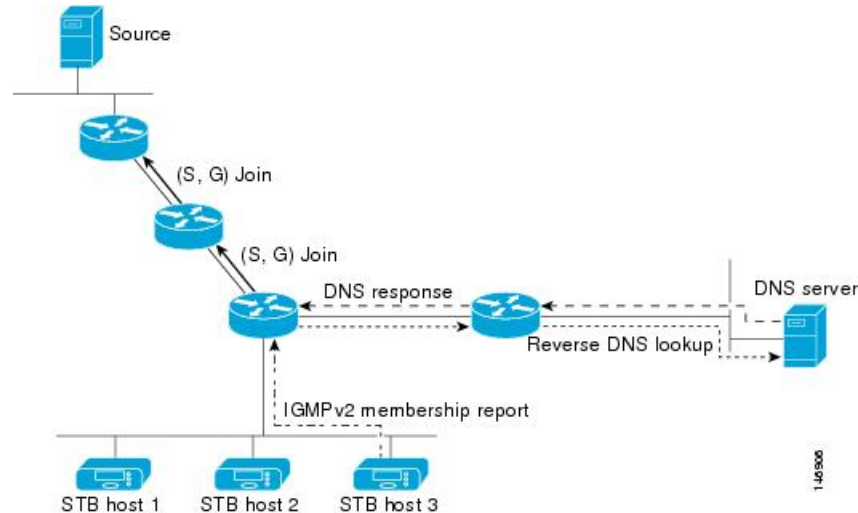 Source
(S, G) Join
(S, G) Join
DNS response
DNS server
Reverse DNS lookup
IGMPv2 membership report
STB host 1
STB host 2
STB host 3
146906